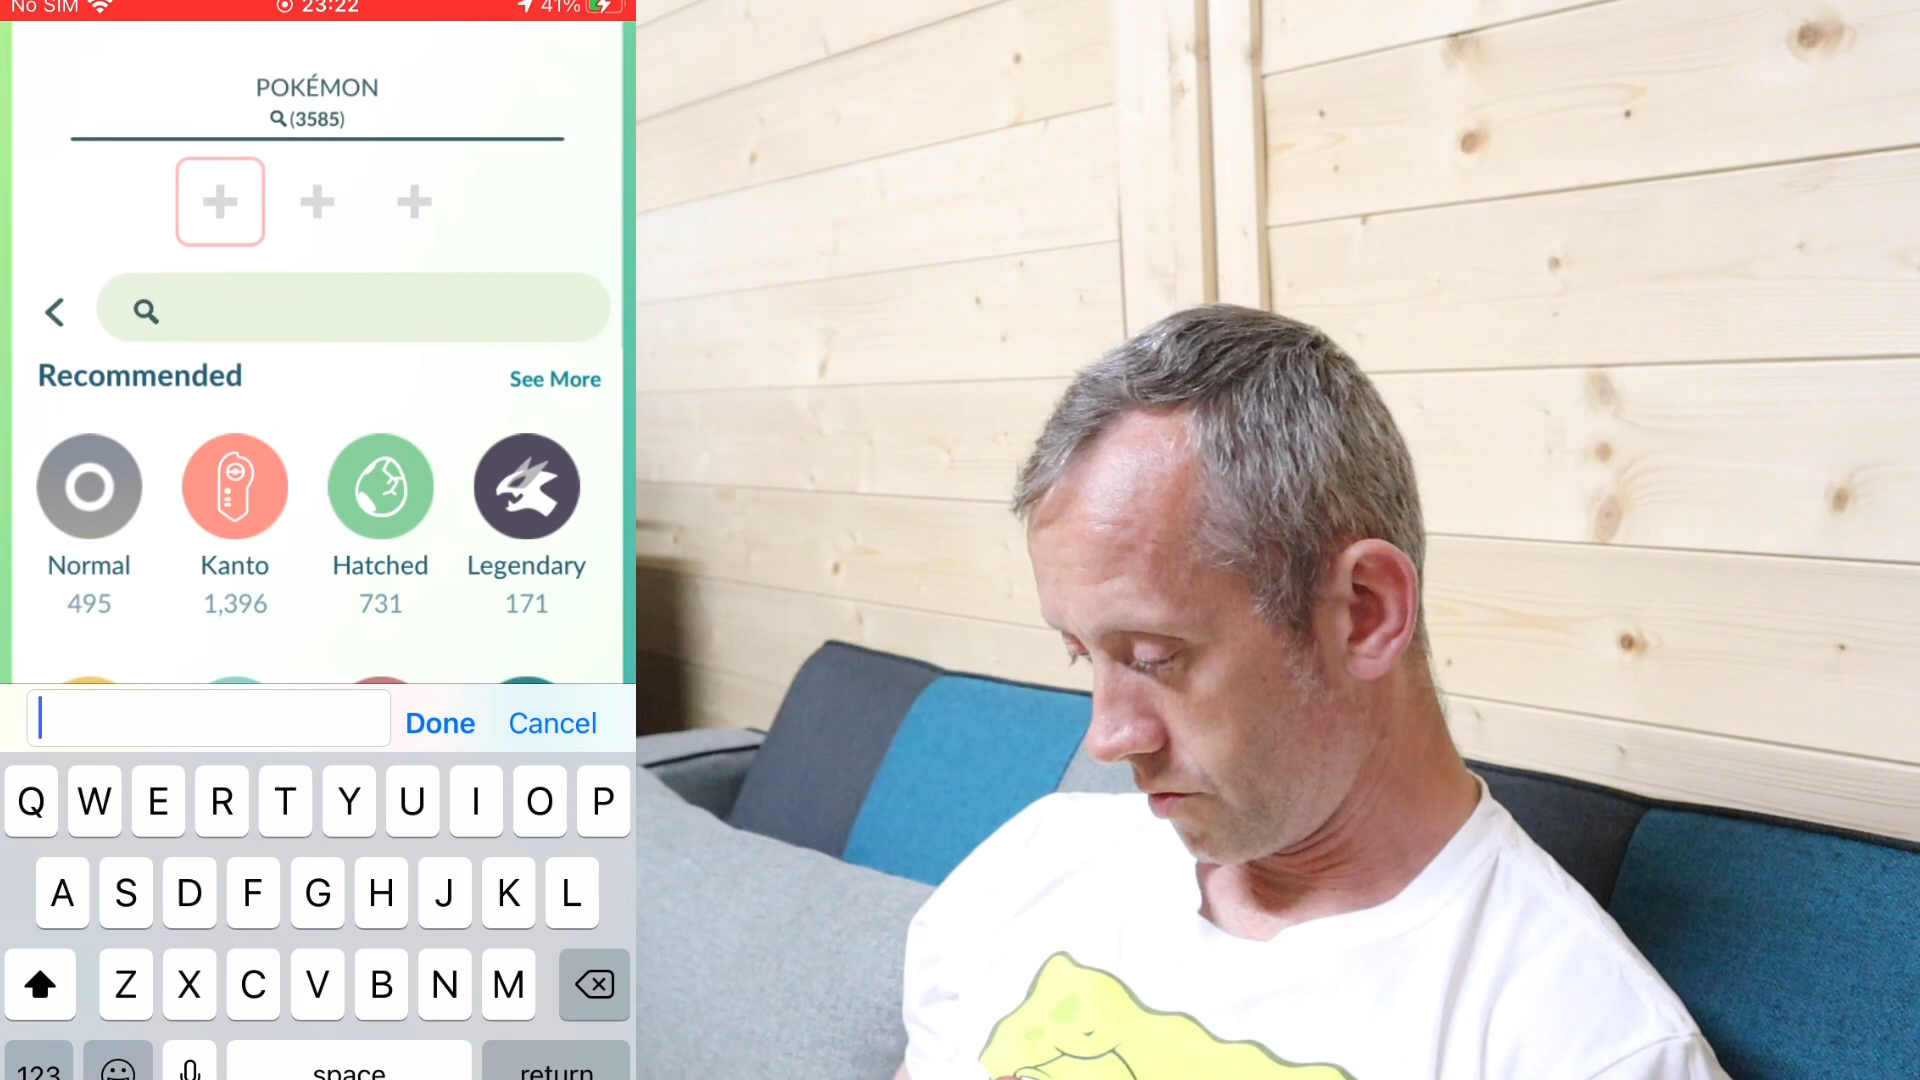 No SIM 23:22 41%
POKÉMON
(3585)
Recommended See More
Normal Kanto Hatched Legendary
495 1,396 731 171
Done Cancel
Q W E R T Y U I O P
A S D F G H J K L
Z X C V B N M
123 space return